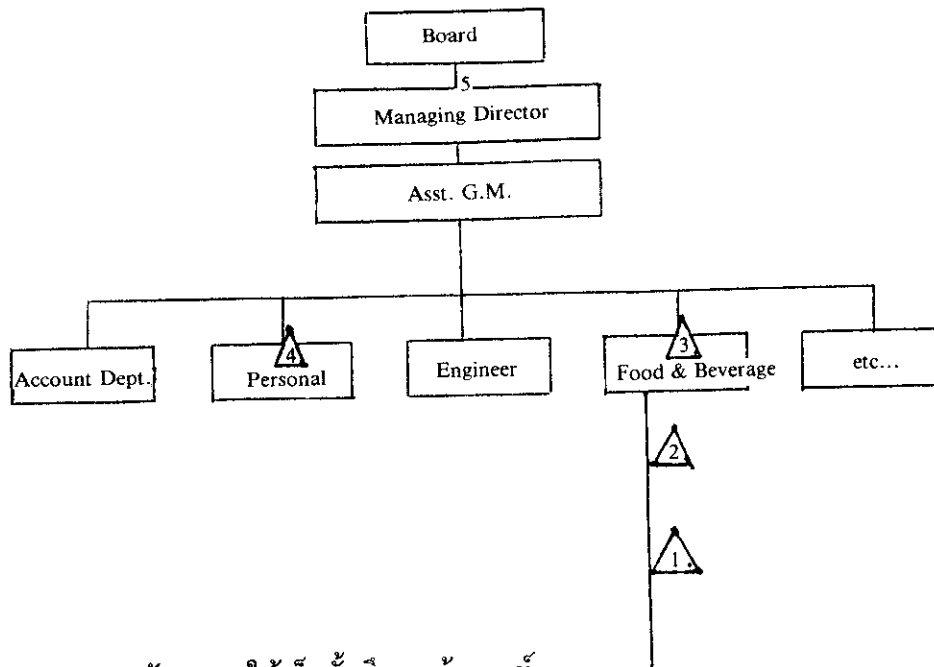 Board
5
Managing Director
Asst. G.M.
4
3
Account Dept.
Personal
Engineer
Food & Beverage
etc...
2
1